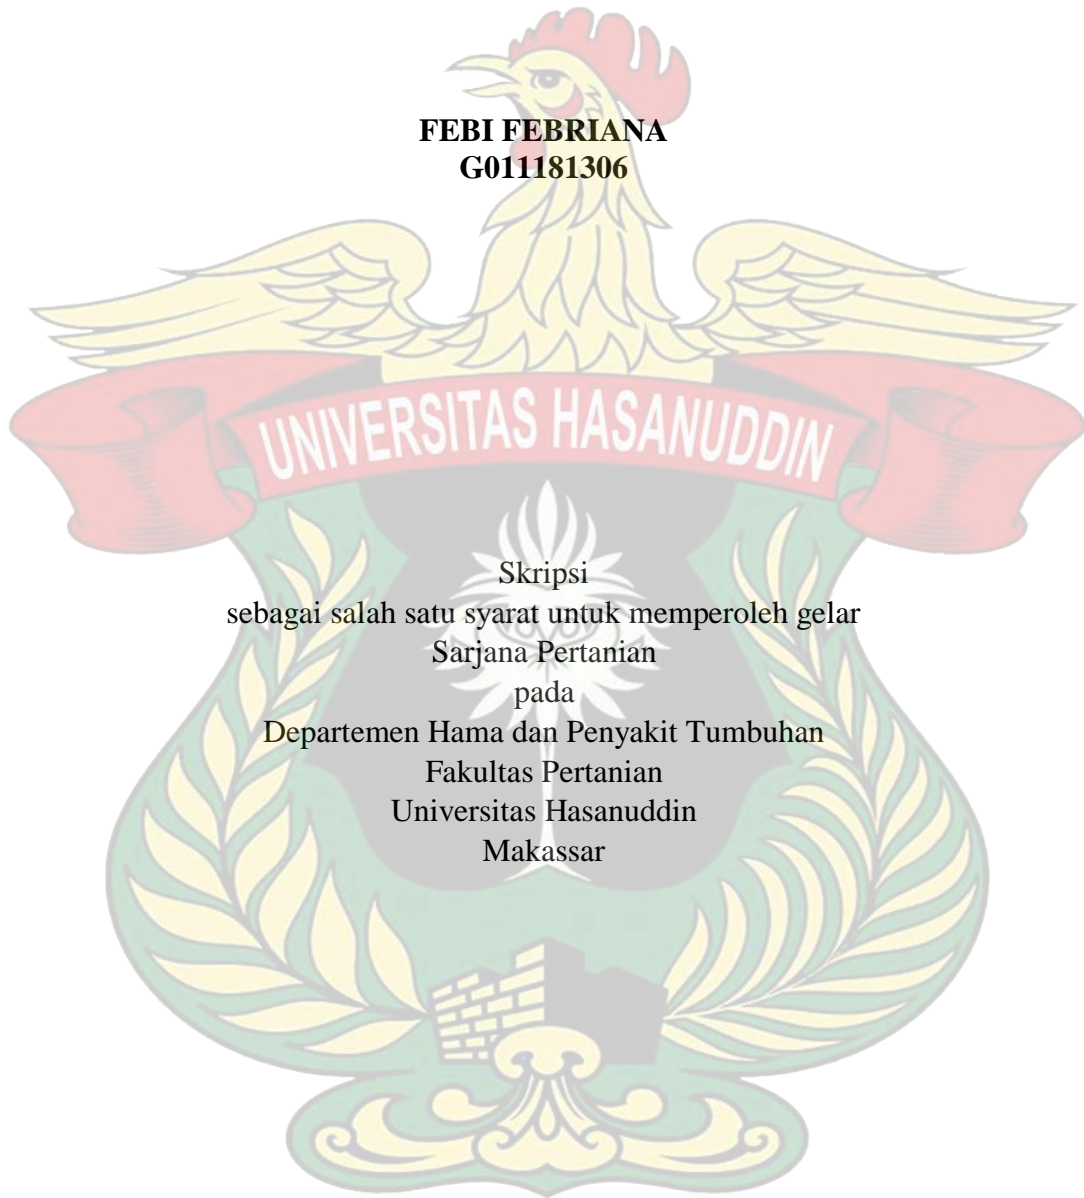 FEBI FEBRIANA
G011181306
UNIVERSITAS HASANUDDIN
Skripsi
sebagai salah satu syarat untuk memperoleh gelar
Sarjana Pertanian
pada
Departemen Hama dan Penyakit Tumbuhan
Fakultas Pertanian
Universitas Hasanuddin
Makassar